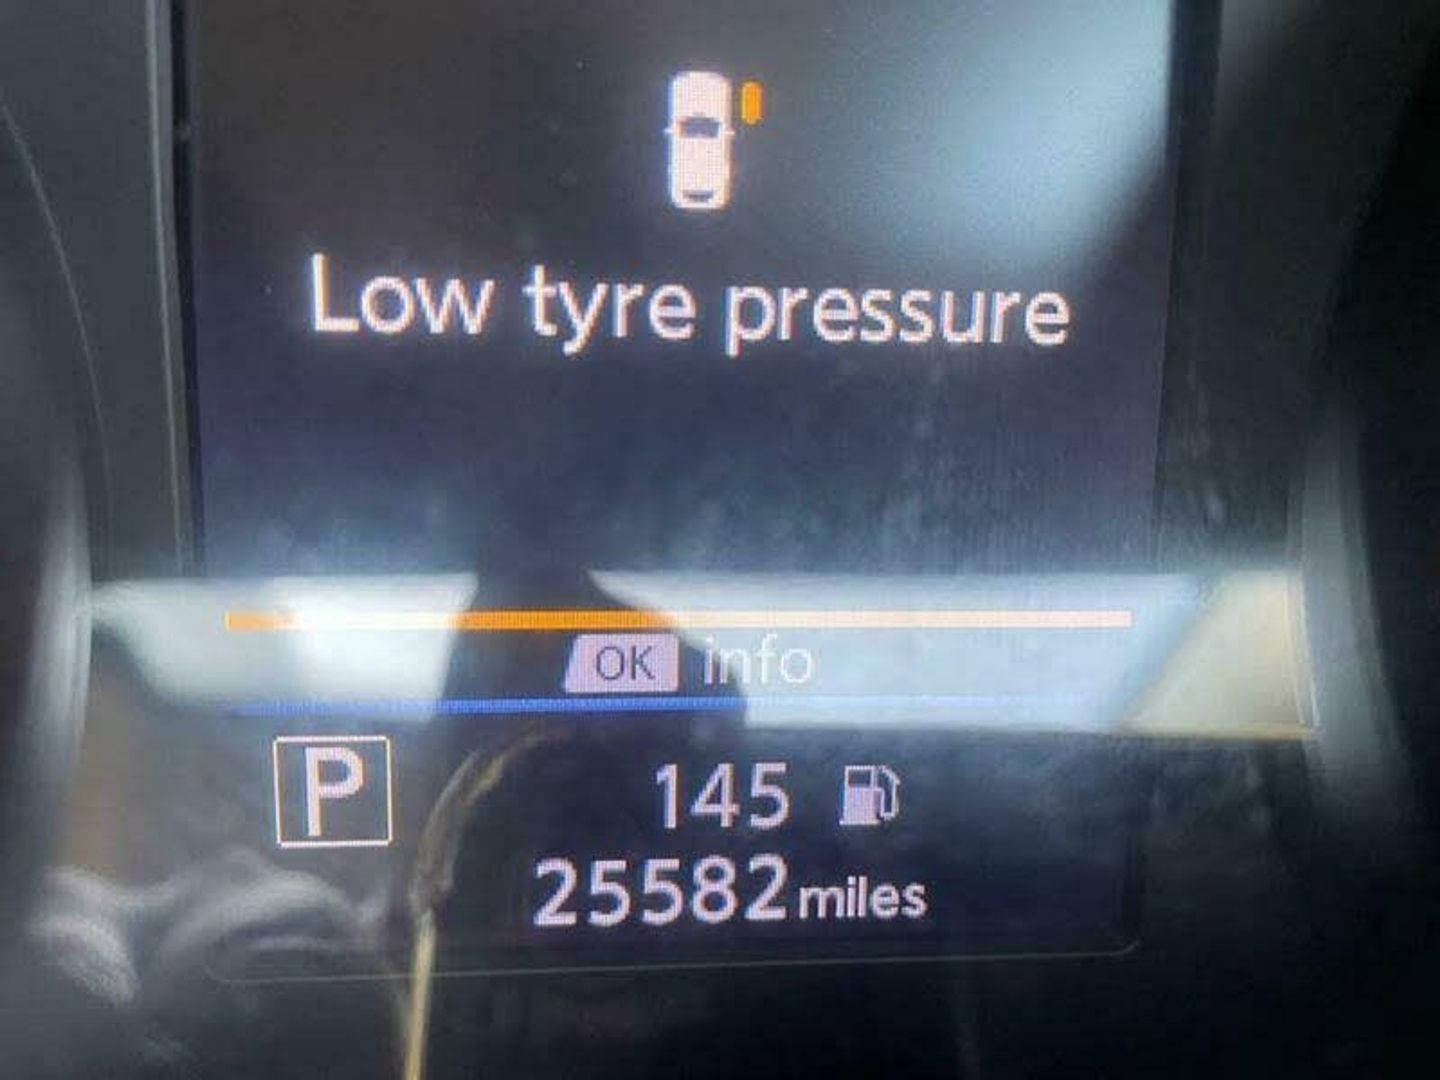 Low tyre pressure
OK info
P 145
25582 miles